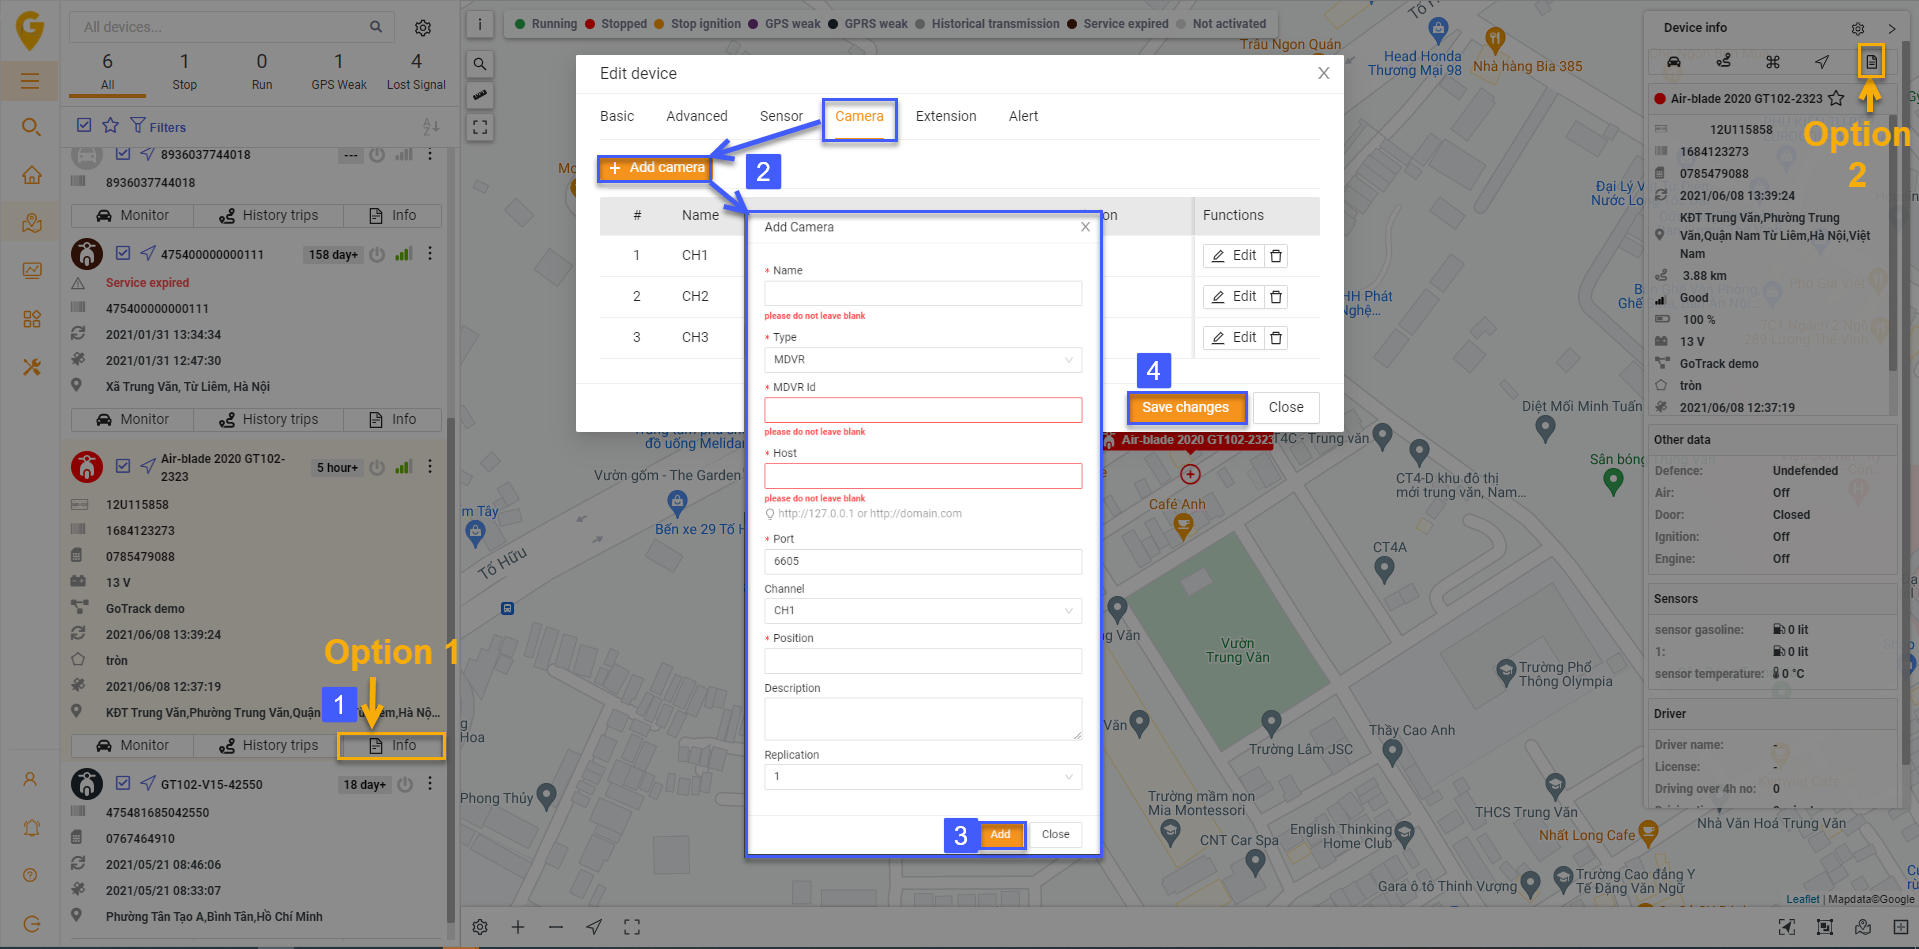 All devices...
6
1
0
1
4
All
Stop
Run
GPS Weak
Lost Signal
Filters
8936037744018
---
8936037744018
Monitor
History trips
Info
475400000000111
158 day+
Service expired
475400000000111
2021/01/31 13:34:34
2021/01/31 12:47:30
Xã Trung Văn, Từ Liêm, Hà Nội
Monitor
History trips
Info
Air-blade 2020 GT102-
2323
5 hour+
12U115858
1684123273
0785479088
13 V
GoTrack demo
2021/06/08 13:39:24
tròn
2021/06/08 12:37:19
KĐT Trung Văn,Phường Trung Văn,Quận
Option 1
1
Monitor
History trips
Info
GT102-V15-42550
18 day+
475481685042550
0767464910
2021/05/21 08:46:06
2021/05/21 08:33:07
Phường Tân Tạo A,Bình Tân,Hồ Chí Minh
i
Running
Stopped
Stop ignition
GPS weak
GPRS weak
Historical transmission
Service expired
Not activated
Trâu Ngon Quán
Head Honda
Thương Mại 98
Nhà hàng Bia 385
Edit device
Basic
Advanced
Sensor
Camera
Extension
Alert
+ Add camera
2
#
Name
Functions
1
CH1
Edit
2
CH2
Edit
3
CH3
Edit
4
Save changes
Close
Add Camera
* Name
please do not leave blank
* Type
MDVR
* MDVR Id
please do not leave blank
* Host
please do not leave blank
http://127.0.0.1 or http://domain.com
* Port
6605
Channel
CH1
* Position
Description
Replication
1
3
Add
Close
đồ uống Melidan
Vườn gốm - The Garden
Bến xe 29 Tố H
m Tây
Tố Hữu
Hoa
Phong Thủy
Air-blade 2020 GT102-2323
T4C - Trung văn
Café Anh
CT4-D khu đô thị
mới trung văn, Nam...
CT4A
Diệt Mối Minh Tuấn
Sân bóng
Vườn
Trung Văn
Trường Phổ
Thông Olympia
Trường Lâm JSC
Thầy Cao Anh
Trường mầm non
Mia Montessori
THCS Trung Văn
CNT Car Spa
English Thinking
Home Club
Nhất Long Cafe
Nhà Văn Hoá Trung Văn
Gara ô tô Thinh Vượng
Trường Cao đẳng Y
Tế Đặng Văn Ngữ
Leaflet | Mapdata©Google
Device info
Option
2
Air-blade 2020 GT102-2323
12U115858
1684123273
0785479088
2021/06/08 13:39:24
KĐT Trung Văn,Phường Trung
Văn,Quận Nam Từ Liêm,Hà Nội,Việt
Nam
3.88 km
Good
100 %
13 V
GoTrack demo
tròn
2021/06/08 12:37:19
Other data
Defence:
Undefended
Air:
Off
Door:
Closed
Ignition:
Off
Engine:
Off
Sensors
sensor gasoline:
0 lit
1:
0 lit
sensor temperature:
0 °C
Driver
Driver name:
-
License:
-
Driving over 4h no:
0